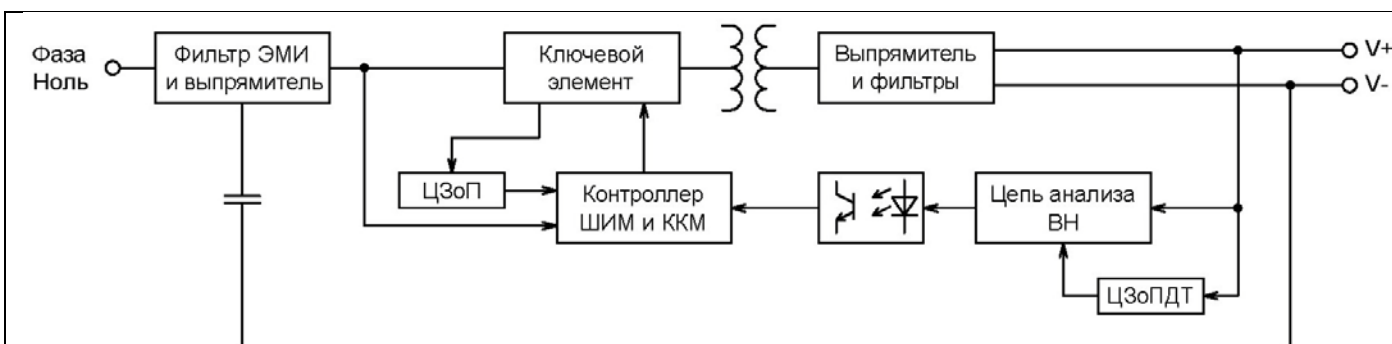 Фаза
Ноль
Фильтр ЭМИ
и выпрямитель
Ключевой
элемент
Выпрямитель
и фильтры
V+
V-
ЦЗоП
Контроллер
ШИМ и ККМ
Цепь анализа
ВН
ЦЗоПДТ